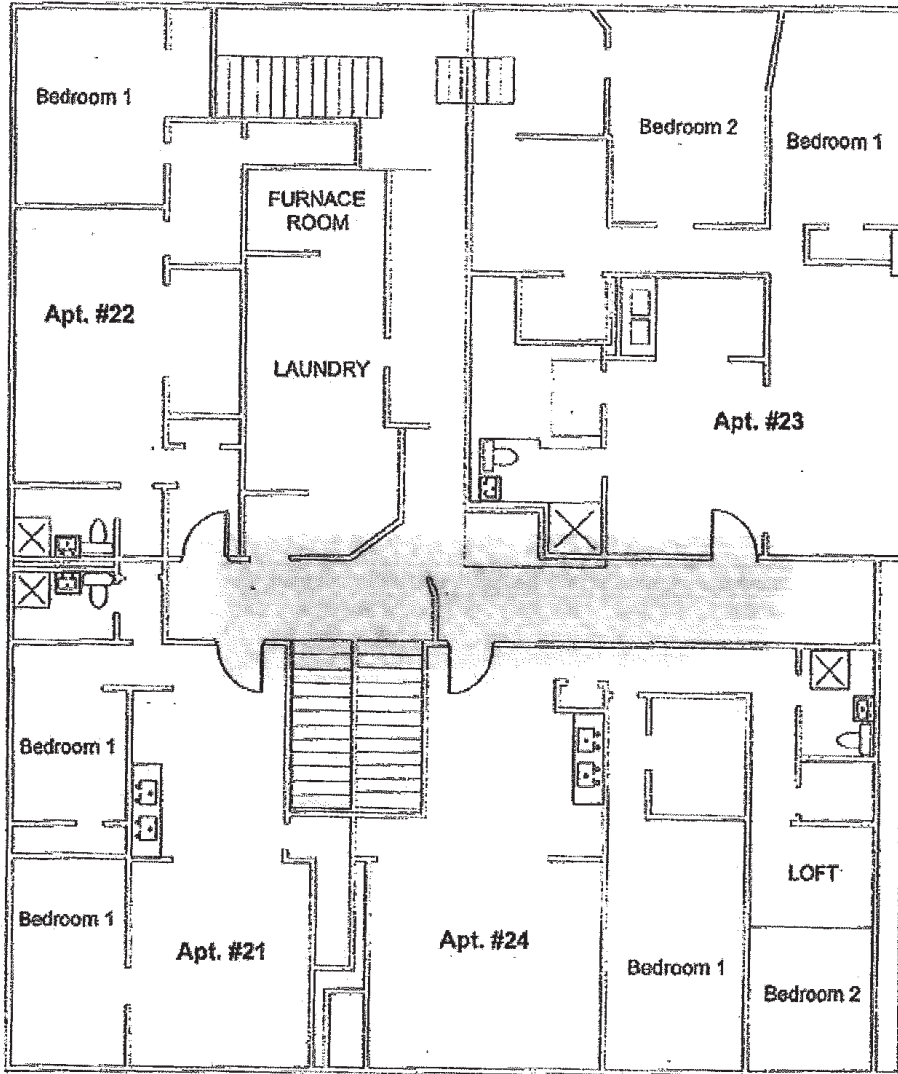 Bedroom 1
Bedroom 2
Bedroom 1
FURNACE
ROOM
Apt. #22
LAUNDRY
Apt. #23
Bedroom 1
LOFT
Bedroom 1
Apt. #21
Apt. #24
Bedroom 1
Bedroom 2